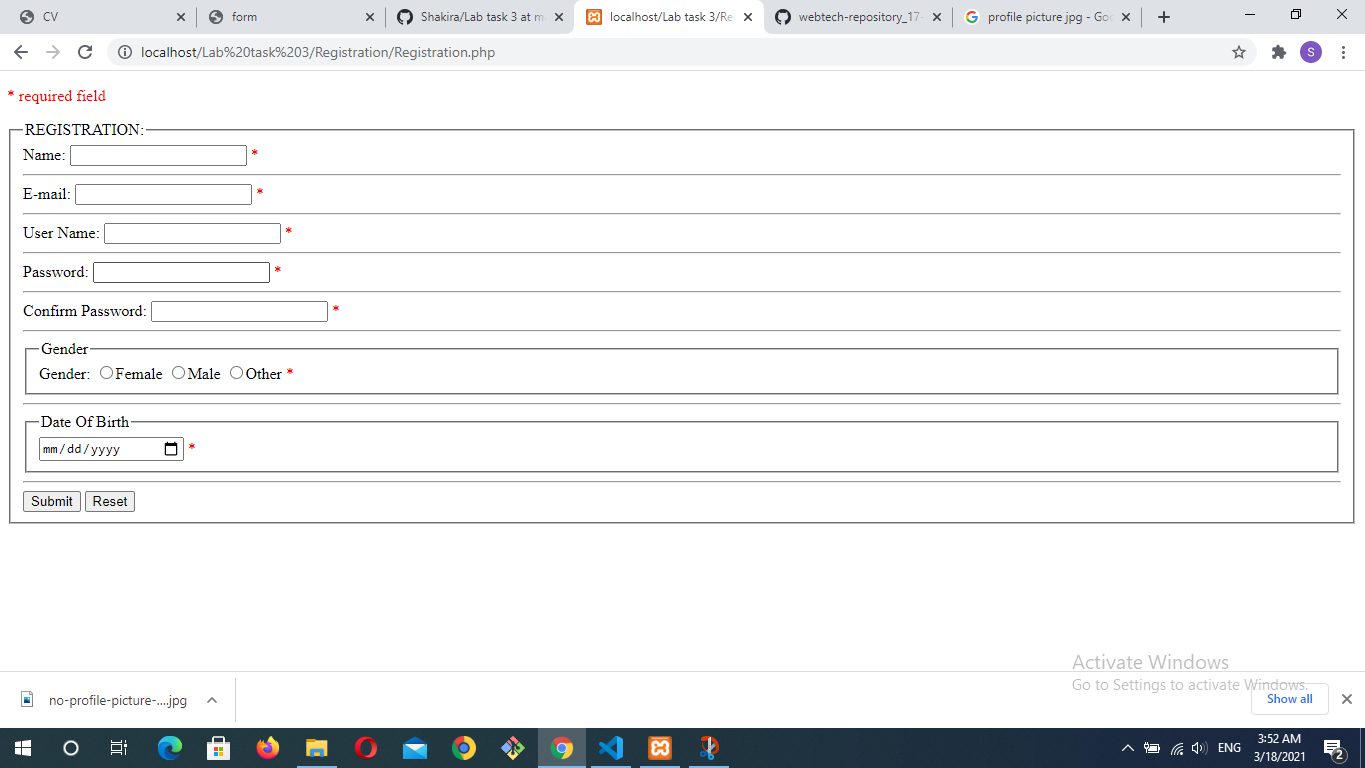 CV
form
Shakira/Lab task 3 at m
localhost/Lab task 3/Re
webtech-repository_17-
profile picture jpg - Goo
localhost/Lab%20task%203/Registration/Registration.php
S
* required field
REGISTRATION:
Name: *
E-mail: *
User Name: *
Password: *
Confirm Password: *
Gender
Gender: Female Male Other *
Date Of Birth
mm/dd/yyyy *
Submit Reset
Activate Windows
Go to Settings to activate Windows.
no-profile-picture-....jpg
Show all
ENG
3:52 AM
3/18/2021
2